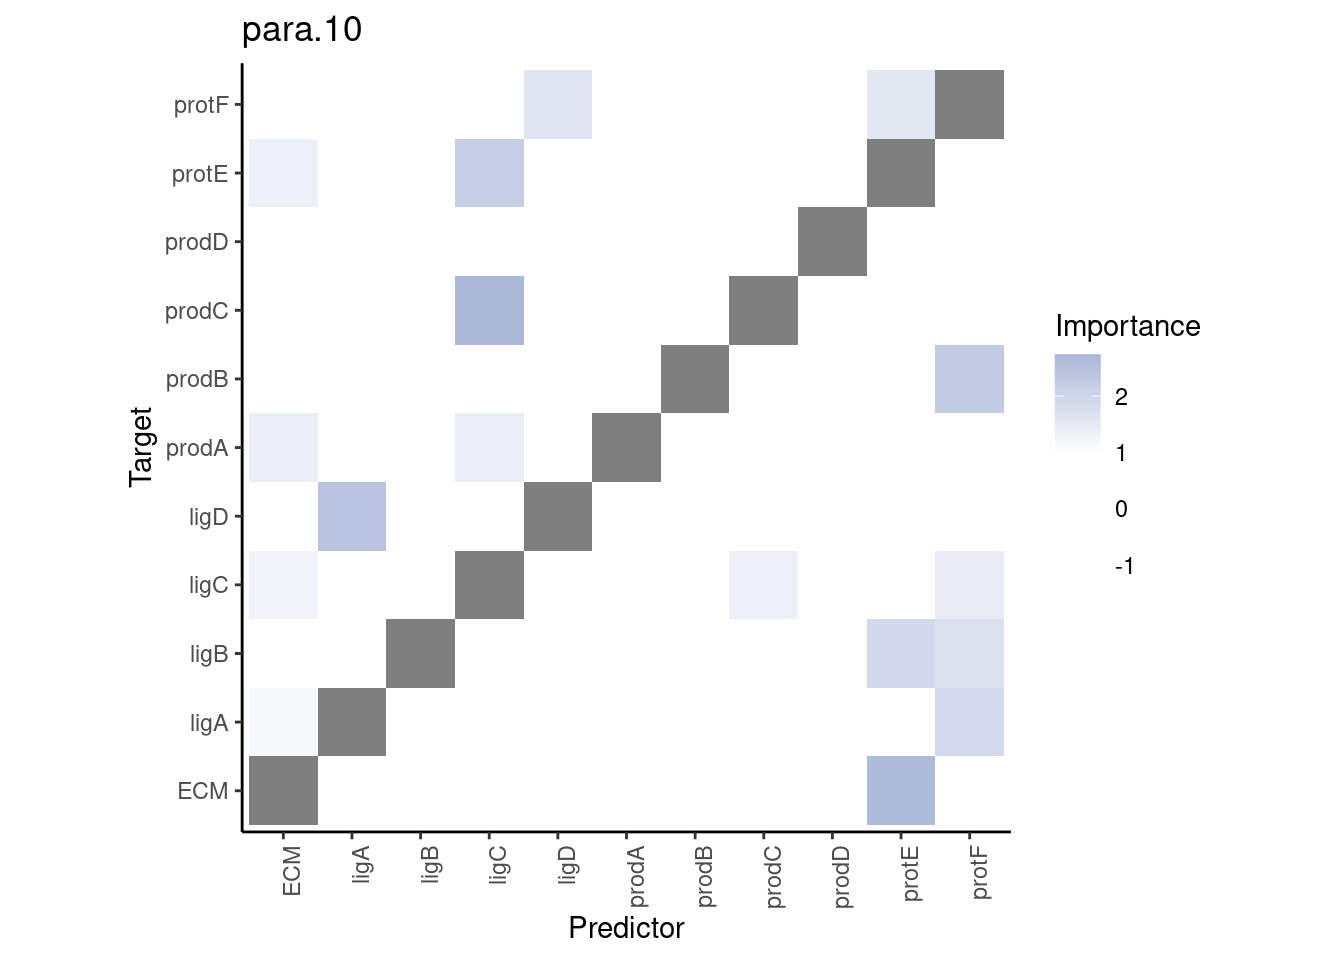 para.10
protF
protE
prodD
prodC
prodB
prodA
ligD
ligC
ligB
ligA
ECM
Target
ECM
ligA
ligB
ligC
ligD
prodA
prodB
prodC
prodD
protE
protF
Predictor
Importance
2
1
0
-1